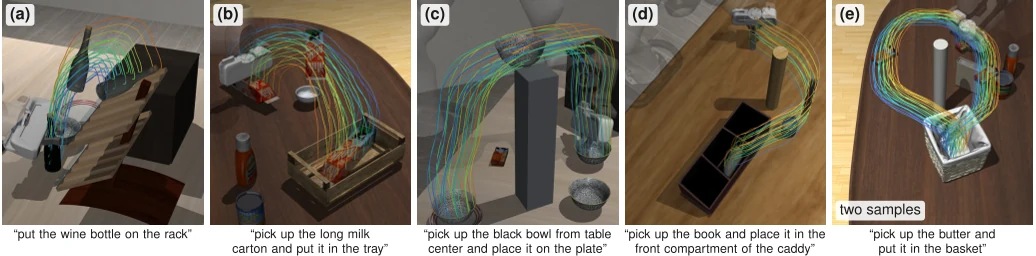 (a)
(b)
(c)
(d)
(e)
two samples
“put the wine bottle on the rack”
“pick up the long milk
carton and put it in the tray”
“pick up the black bowl from table
center and place it on the plate”
“pick up the book and place it in the
front compartment of the caddy”
“pick up the butter and
put it in the basket”